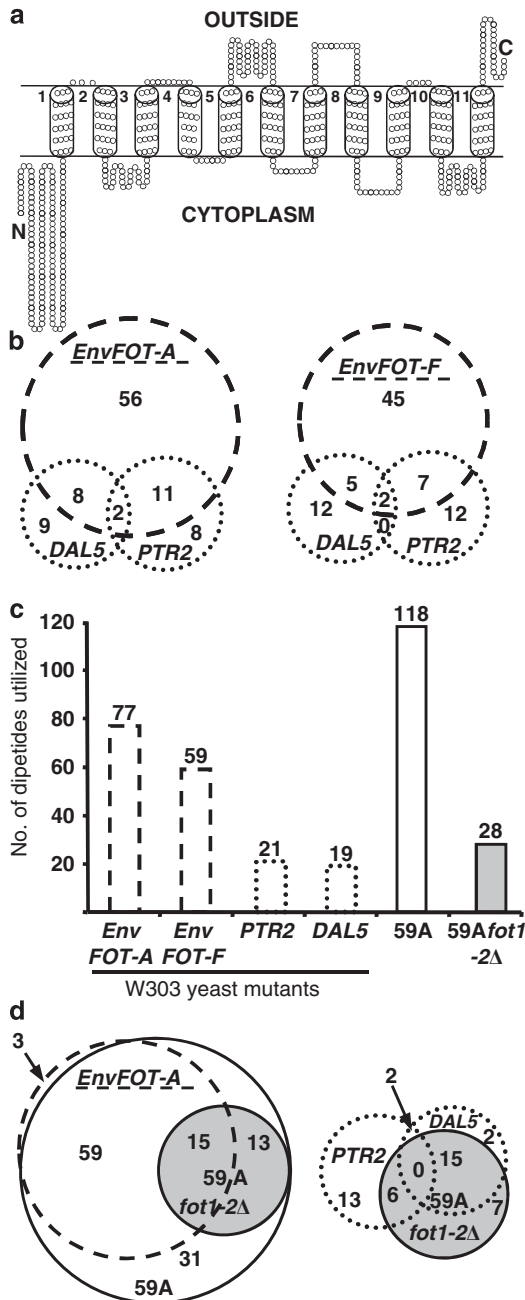 a
OUTSIDE
C
1 2 3 4 5 6 7 8 9 10 11
N
CYTOPLASM
b
EnvFOT-A
56
8 2 11
9 8
DAL5 PTR2
EnvFOT-F
45
5 2 7
12 0 12
DAL5 PTR2
c
No. of dipetides utilized
120
100
80
60
40
20
77
59
21
19
118
28
Env FOT-A
Env FOT-F
PTR2
DAL5
59A
59Afot1 -2Δ
W303 yeast mutants
d
3
EnvFOT-A
59
15 13
59A
fot1-2Δ
31
59A
2
DAL5
2
PTR2
0 15
13 6
59A 7
fot1-2Δ